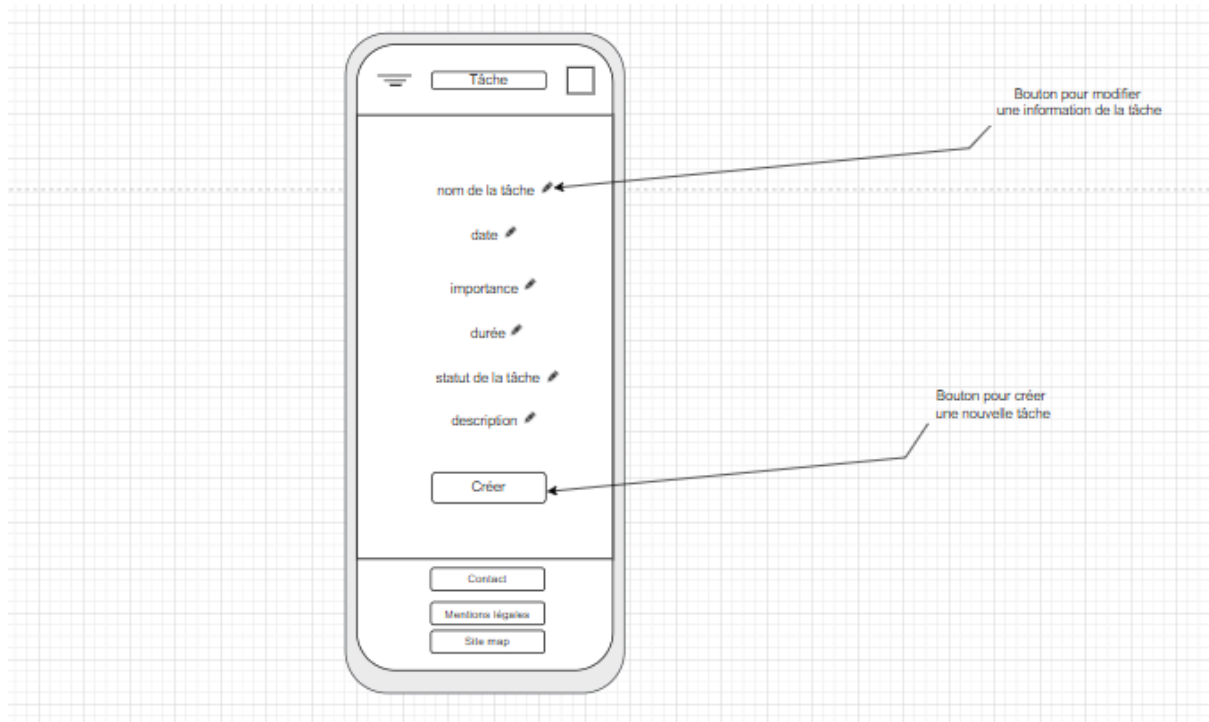 Tâche
Bouton pour modifier
une information de la tâche
nom de la tâche
date
importance
durée
statut de la tâche
description
Bouton pour créer
une nouvelle tâche
Créer
Contact
Mentions légales
Site map